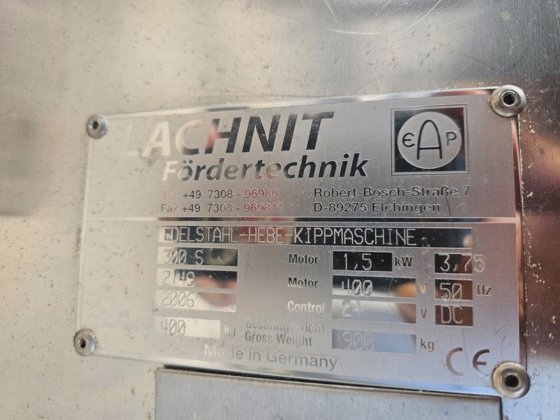 LACHNIT
Fördertechnik
€AP
Tel. +49 7308 - 96980
Fax +49 7308 - 969811
Robert-Bosch-Straße 7
D-89275 Elchingen
EDELSTAHL-HEBE-KIPPMASCHINE
300 S Motor 1,5 kW 3,75
Motor 400 V 50 Hz
2006 Control 24 V DC
400 kg Gesamtgewicht
Gross Weight 900 kg
Made in Germany
CE